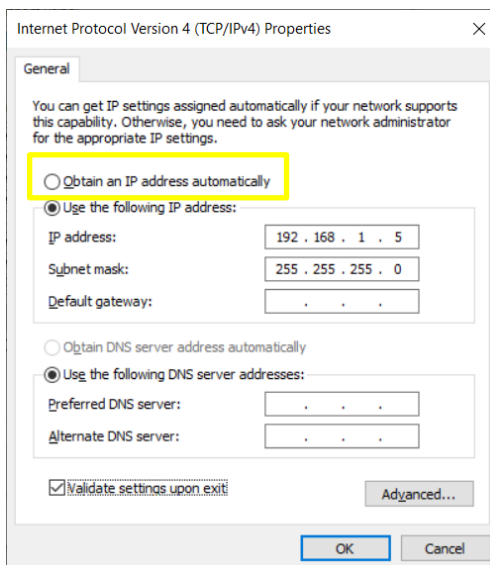 Internet Protocol Version 4 (TCP/IPv4) Properties
General
You can get IP settings assigned automatically if your network supports
this capability. Otherwise, you need to ask your network administrator
for the appropriate IP settings.
Obtain an IP address automatically
Use the following IP address:
IP address: 192 . 168 . 1 . 5
Subnet mask: 255 . 255 . 255 . 0
Default gateway: . . .
Obtain DNS server address automatically
Use the following DNS server addresses:
Preferred DNS server: . . .
Alternate DNS server: . . .
Validate settings upon exit
Advanced...
OK Cancel